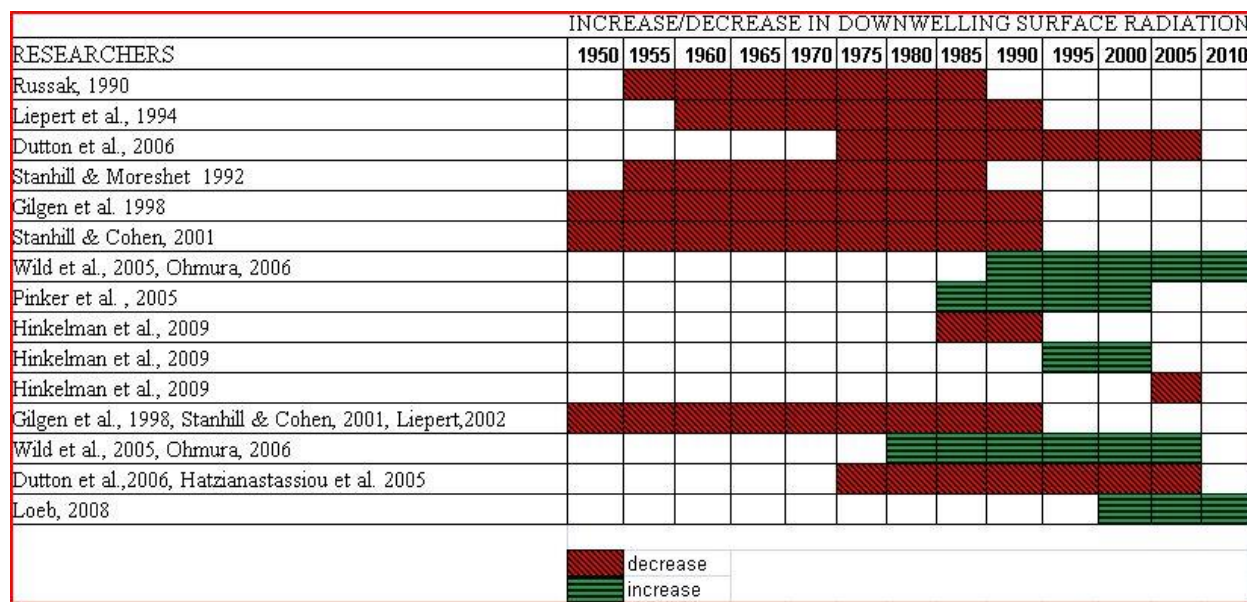 INCREASE/DECREASE IN DOWNWELLING SURFACE RADIATION
RESEARCHERS 1950 1955 1960 1965 1970 1975 1980 1985 1990 1995 2000 2005 2010
Russak, 1990
Liepert et al., 1994
Dutton et al., 2006
Stanhill & Moreshet 1992
Gilgen et al. 1998
Stanhill & Cohen, 2001
Wild et al., 2005, Ohmura, 2006
Pinker et al. , 2005
Hinkelman et al., 2009
Hinkelman et al., 2009
Hinkelman et al., 2009
Gilgen et al., 1998, Stanhill & Cohen, 2001, Liepert,2002
Wild et al., 2005, Ohmura, 2006
Dutton et al.,2006, Hatzianastassiou et al. 2005
Loeb, 2008
decrease
increase